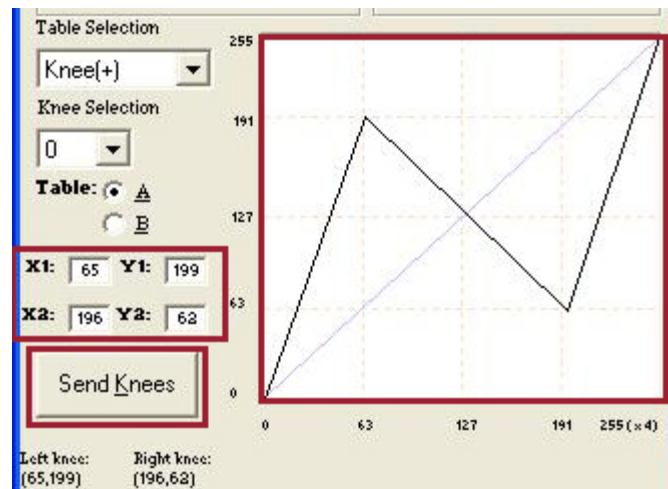 Table Selection
Knee(+)
Knee Selection
0
Table: A
B
X1: 65 Y1: 199
X2: 196 Y2: 62
Send Knees
Left knee: Right knee:
(65,199) (196,62)
255
191
127
63
0
0 63 127 191 255 (x4)